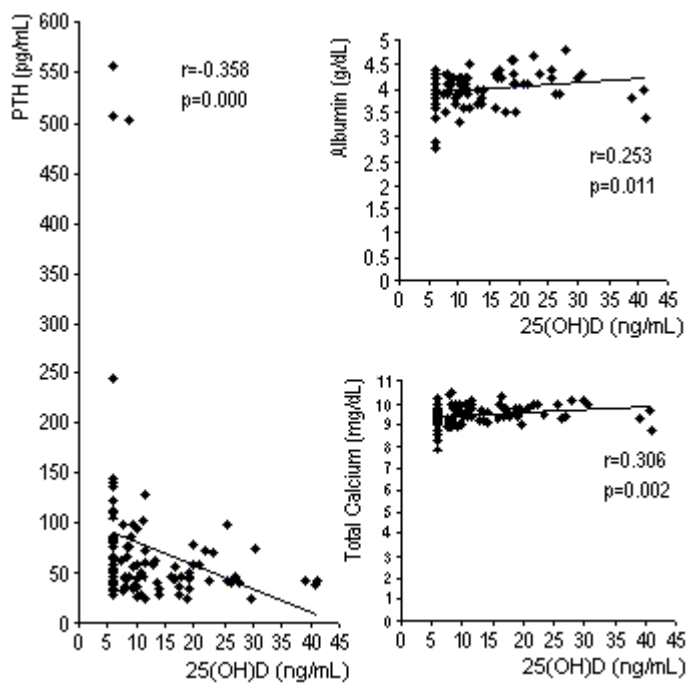 PTH (pg/mL)
600
550
500
450
400
350
300
250
200
150
100
50
0
r=-0.358
p=0.000
0 5 10 15 20 25 30 35 40 45
25(OH)D (ng/mL)
Albumin (g/dL)
5
4.5
4
3.5
3
2.5
2
1.5
1
0.5
0
r=0.253
p=0.011
0 5 10 15 20 25 30 35 40 45
25(OH)D (ng/mL)
Total Calcium (mg/dL)
11
10
9
8
7
6
5
4
3
2
1
0
r=0.306
p=0.002
0 5 10 15 20 25 30 35 40 45
25(OH)D (ng/mL)